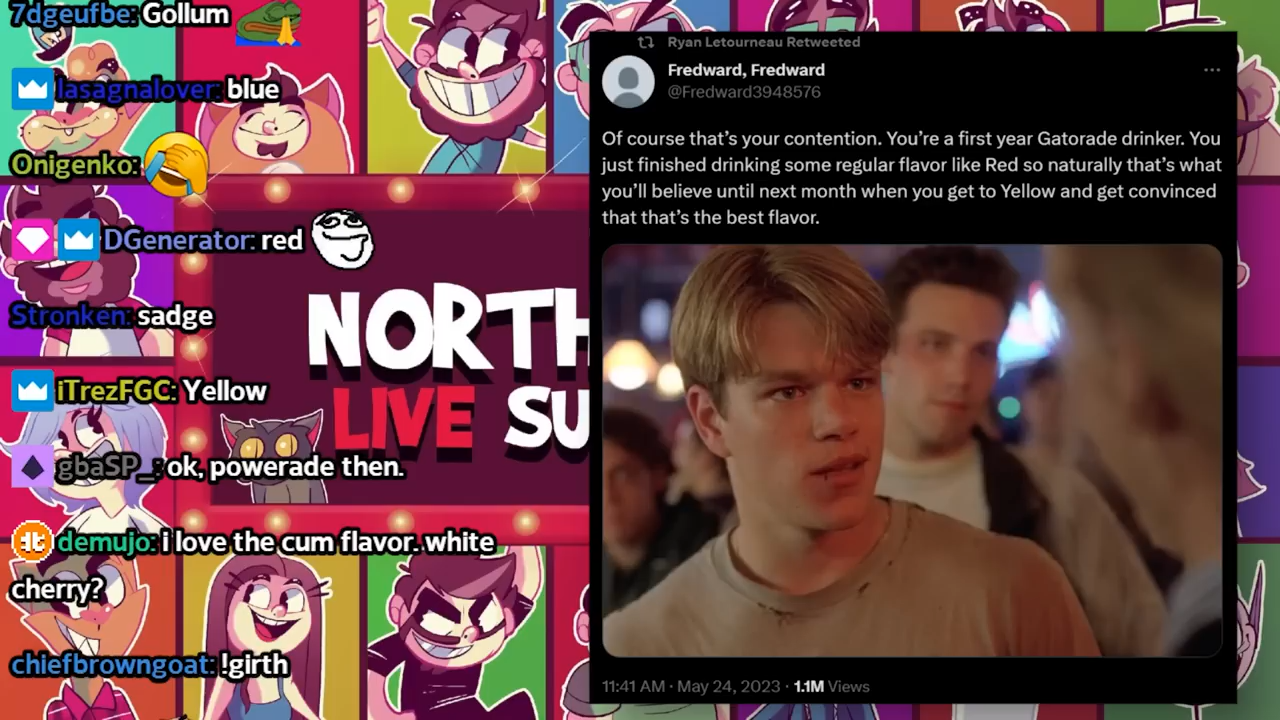 7dgeufbe: Gollum
lasagnalover: blue
Onigenko:
DGenerator: red
Stronken: sadge
iTrezFGC: Yellow
gbaSP_: ok, powerade then.
demujo: i love the cum flavor. white
cherry?
chiefbrowngoat: !girth
NORTH
LIVE SU
Ryan Letourneau Retweeted
Fredward, Fredward
@Fredward3948576
Of course that's your contention. You're a first year Gatorade drinker. You
just finished drinking some regular flavor like Red so naturally that's what
you'll believe until next month when you get to Yellow and get convinced
that that's the best flavor.
11:41 AM · May 24, 2023 · 1.1M Views